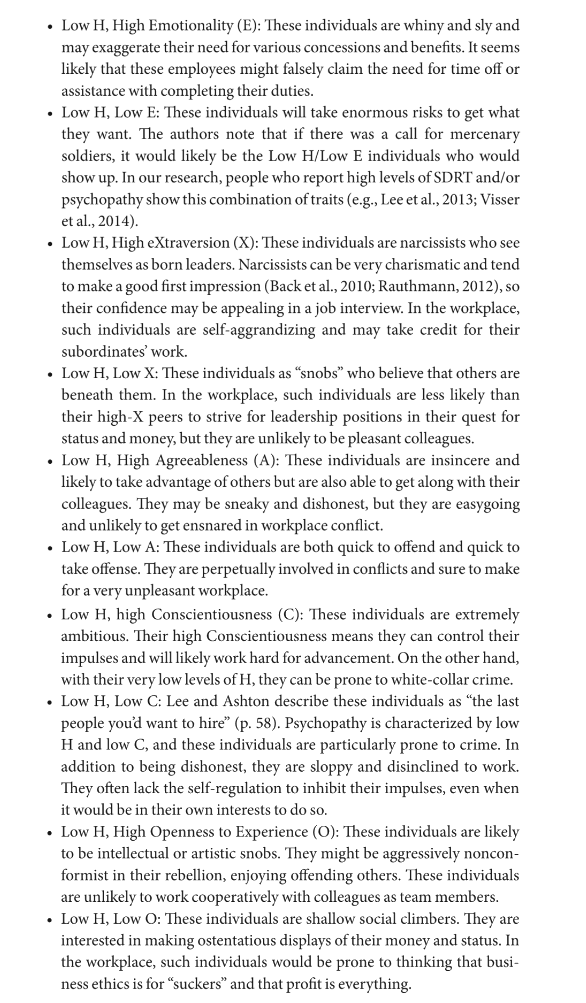 • Low H, High Emotionality (E): These individuals are whiny and sly and
may exaggerate their need for various concessions and benefits. It seems
likely that these employees might falsely claim the need for time off or
assistance with completing their duties.
• Low H, Low E: These individuals will take enormous risks to get what
they want. The authors note that if there was a call for mercenary
soldiers, it would likely be the Low H/Low E individuals who would
show up. In our research, people who report high levels of SDRT and/or
psychopathy show this combination of traits (e.g., Lee et al., 2013; Visser
et al., 2014).
• Low H, High eXtraversion (X): These individuals are narcissists who see
themselves as born leaders. Narcissists can be very charismatic and tend
to make a good first impression (Back et al., 2010; Rauthmann, 2012), so
their confidence may be appealing in a job interview. In the workplace,
such individuals are self-aggrandizing and may take credit for their
subordinates’ work.
• Low H, Low X: These individuals as “snobs” who believe that others are
beneath them. In the workplace, such individuals are less likely than
their high-X peers to strive for leadership positions in their quest for
status and money, but they are unlikely to be pleasant colleagues.
• Low H, High Agreeableness (A): These individuals are insincere and
likely to take advantage of others but are also able to get along with their
colleagues. They may be sneaky and dishonest, but they are easygoing
and unlikely to get ensnared in workplace conflict.
• Low H, Low A: These individuals are both quick to offend and quick to
take offense. They are perpetually involved in conflicts and sure to make
for a very unpleasant workplace.
• Low H, high Conscientiousness (C): These individuals are extremely
ambitious. Their high Conscientiousness means they can control their
impulses and will likely work hard for advancement. On the other hand,
with their very low levels of H, they can be prone to white-collar crime.
• Low H, Low C: Lee and Ashton describe these individuals as “the last
people you’d want to hire” (p. 58). Psychopathy is characterized by low
H and low C, and these individuals are particularly prone to crime. In
addition to being dishonest, they are sloppy and disinclined to work.
They often lack the self-regulation to inhibit their impulses, even when
it would be in their own interests to do so.
• Low H, High Openness to Experience (O): These individuals are likely
to be intellectual or artistic snobs. They might be aggressively noncon-
formist in their rebellion, enjoying offending others. These individuals
are unlikely to work cooperatively with colleagues as team members.
• Low H, Low O: These individuals are shallow social climbers. They are
interested in making ostentatious displays of their money and status. In
the workplace, such individuals would be prone to thinking that busi-
ness ethics is for “suckers” and that profit is everything.